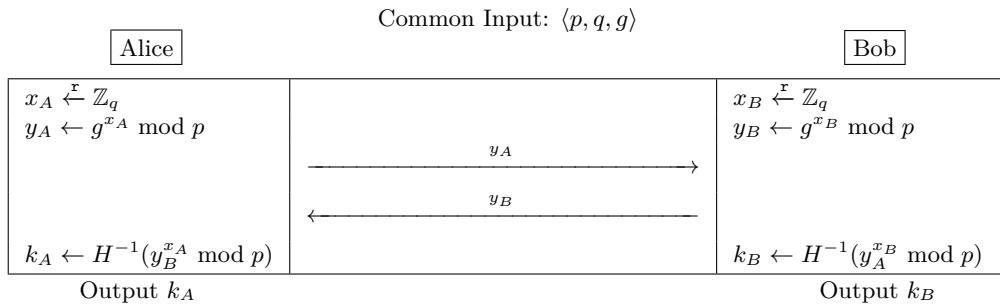 Common Input: ⟨p, q, g⟩
Alice
Bob
x_A ←^r ℤ_q
y_A ← g^{x_A} mod p
x_B ←^r ℤ_q
y_B ← g^{x_B} mod p
y_A
y_B
k_A ← H^{-1}(y_B^{x_A} mod p)
k_B ← H^{-1}(y_A^{x_B} mod p)
Output k_A
Output k_B